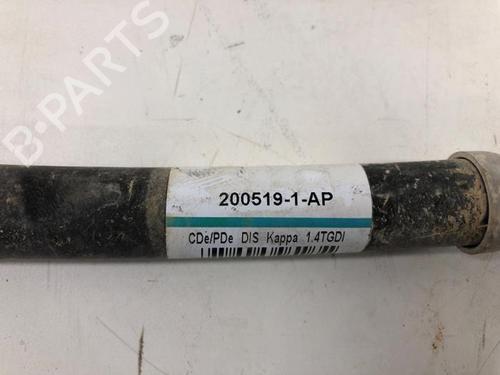 B-PARTS
200519-1-AP
CDe/PDe DIS Kappa 1.4TGDI